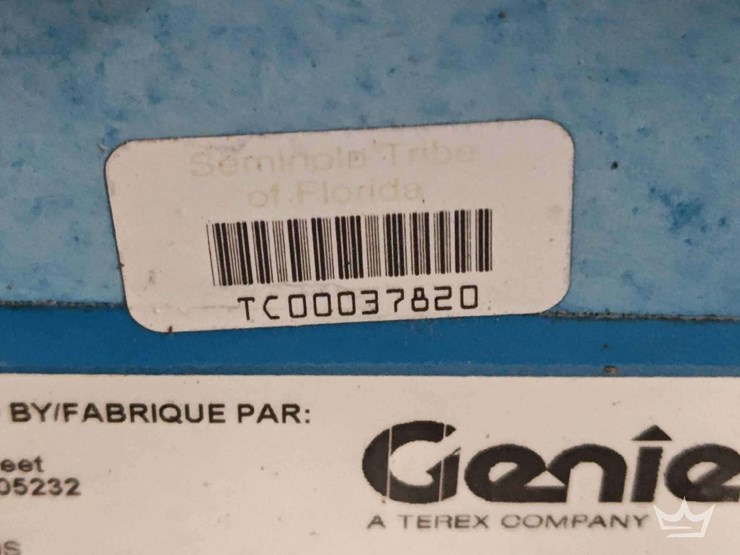 Seminole Tribe
of Florida
TC00037820
BY/FABRIQUE PAR:
eet
05232
Genie
A TEREX COMPANY
s